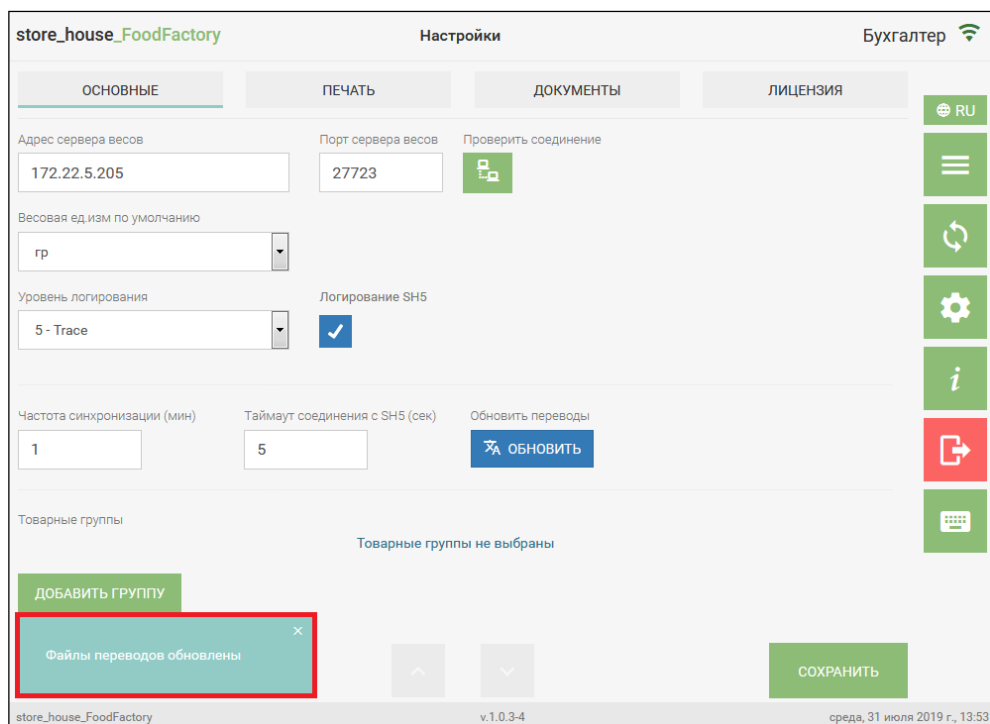 store_house_FoodFactory Настройки Бухгалтер
ОСНОВНЫЕ ПЕЧАТЬ ДОКУМЕНТЫ ЛИЦЕНЗИЯ
RU
Адрес сервера весов Порт сервера весов Проверить соединение
172.22.5.205 27723
Весовая ед.изм по умолчанию
гр
Уровень логирования Логирование SH5
5 - Trace
i
Частота синхронизации (мин) Таймаут соединения с SH5 (сек) Обновить переводы
1 5 ОБНОВИТЬ
Товарные группы
Товарные группы не выбраны
ДОБАВИТЬ ГРУППУ
Файлы переводов обновлены
СОХРАНИТЬ
store_house_FoodFactory v.1.0.3-4 среда, 31 июля 2019 г., 13:53